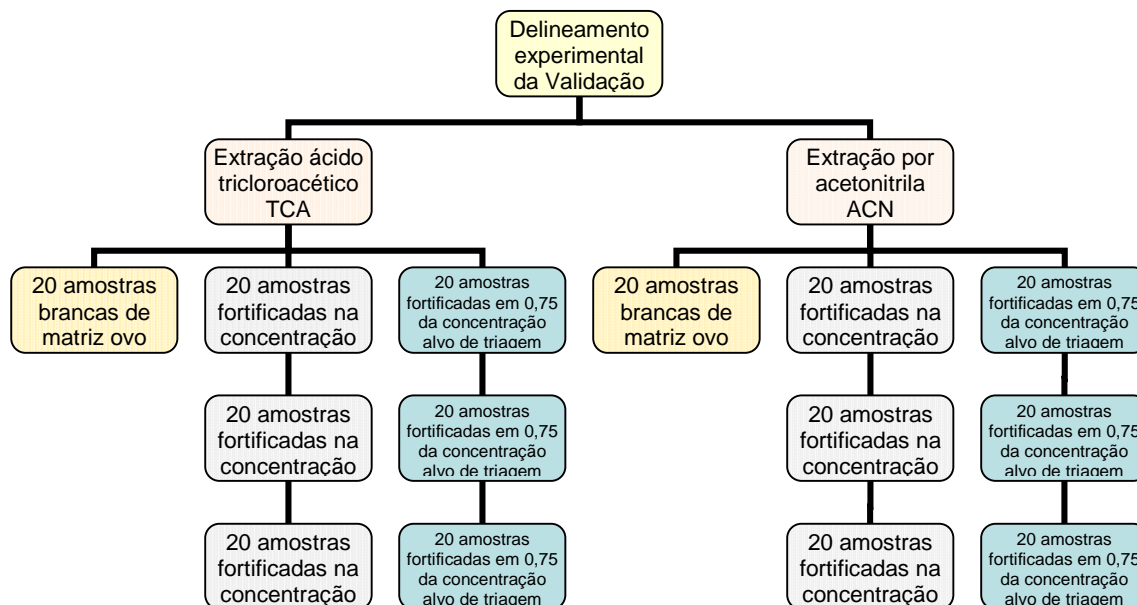 Delineamento
experimental
da Validação
Extração ácido
tricloroacético
TCA
Extração por
acetonitrila
ACN
20 amostras
brancas de
matriz ovo
20 amostras
fortificadas na
concentração
20 amostras
fortificadas em 0,75
da concentração
alvo de triagem
20 amostras
brancas de
matriz ovo
20 amostras
fortificadas na
concentração
20 amostras
fortificadas em 0,75
da concentração
alvo de triagem
20 amostras
fortificadas na
concentração
20 amostras
fortificadas em 0,75
da concentração
alvo de triagem
20 amostras
fortificadas na
concentração
20 amostras
fortificadas em 0,75
da concentração
alvo de triagem
20 amostras
fortificadas na
concentração
20 amostras
fortificadas em 0,75
da concentração
alvo de triagem
20 amostras
fortificadas na
concentração
20 amostras
fortificadas em 0,75
da concentração
alvo de triagem